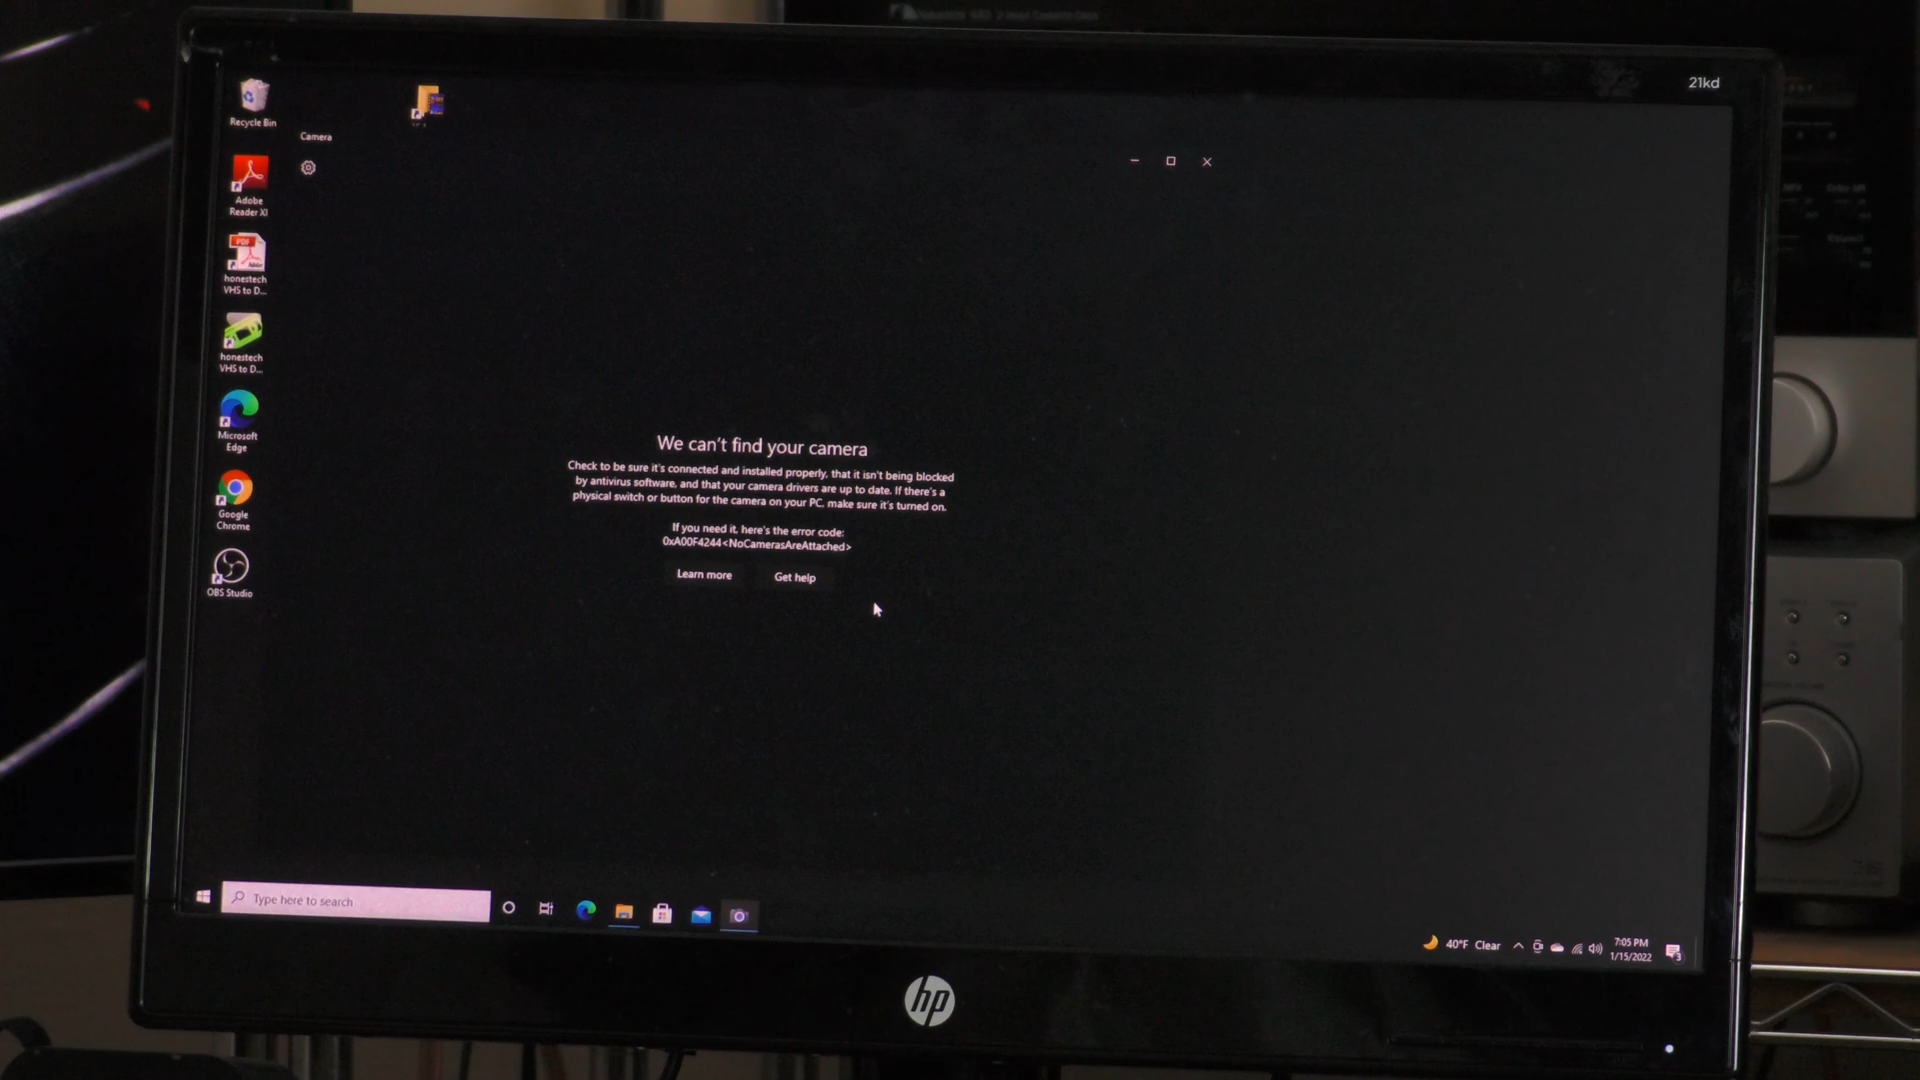 21kd
Recycle Bin
Camera
Adobe
Reader XI
PDF
Adobe
honestech
VHS to D...
honestech
VHS to D...
Microsoft
Edge
Google
Chrome
OBS Studio
We can't find your camera
Check to be sure it's connected and installed properly, that it isn't being blocked
by antivirus software, and that your camera drivers are up to date. If there's a
physical switch or button for the camera on your PC, make sure it's turned on.
If you need it, here's the error code:
0xA00F4244<NoCamerasAreAttached>
Learn more
Get help
Type here to search
40°F Clear
7:05 PM
1/15/2022
3
hp